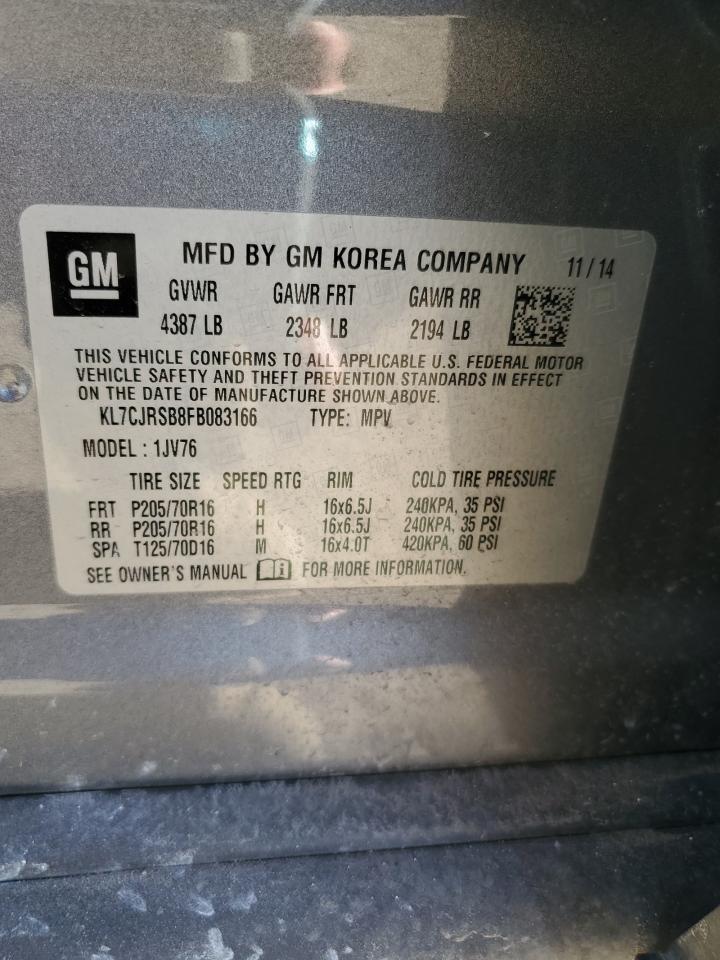 GM
MFD BY GM KOREA COMPANY 11/14
GVWR GAWR FRT GAWR RR
4387 LB 2348 LB 2194 LB
THIS VEHICLE CONFORMS TO ALL APPLICABLE U.S. FEDERAL MOTOR
VEHICLE SAFETY AND THEFT PREVENTION STANDARDS IN EFFECT
ON THE DATE OF MANUFACTURE SHOWN ABOVE.
KL7CJRSB8FB083166 TYPE: MPV
MODEL : 1JV76
TIRE SIZE SPEED RTG RIM COLD TIRE PRESSURE
FRT P205/70R16 H 16x6.5J 240KPA, 35 PSI
RR P205/70R16 H 16x6.5J 240KPA, 35 PSI
SPA T125/70D16 M 16x4.0T 420KPA, 60 PSI
SEE OWNER'S MANUAL FOR MORE INFORMATION.